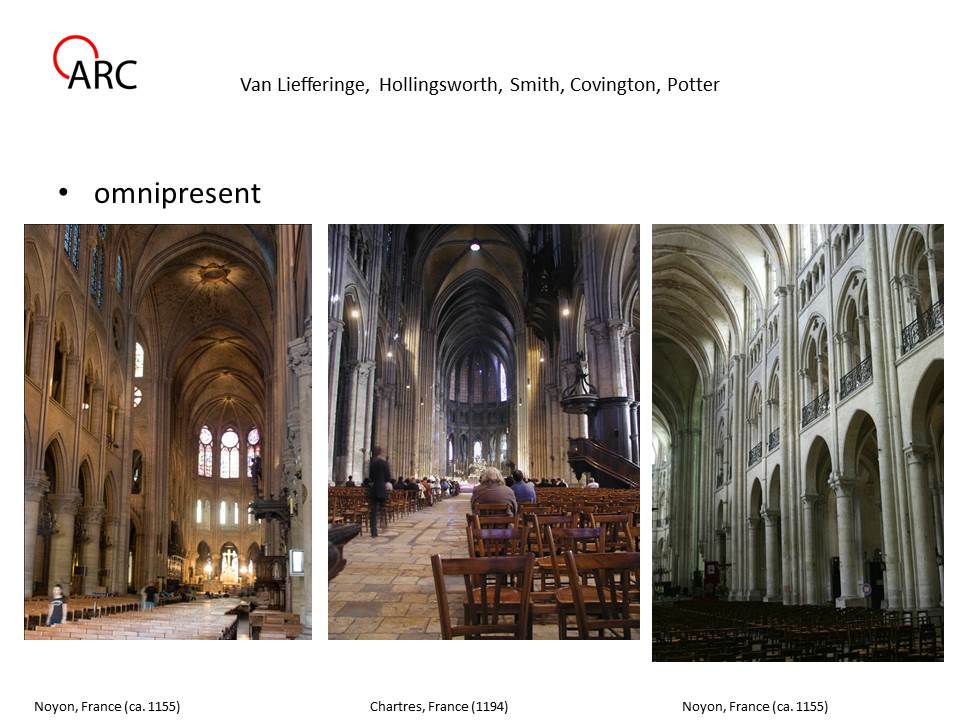 ARC
Van Liefferinge, Hollingsworth, Smith, Covington, Potter
• omnipresent
Noyon, France (ca. 1155)
Chartres, France (1194)
Noyon, France (ca. 1155)